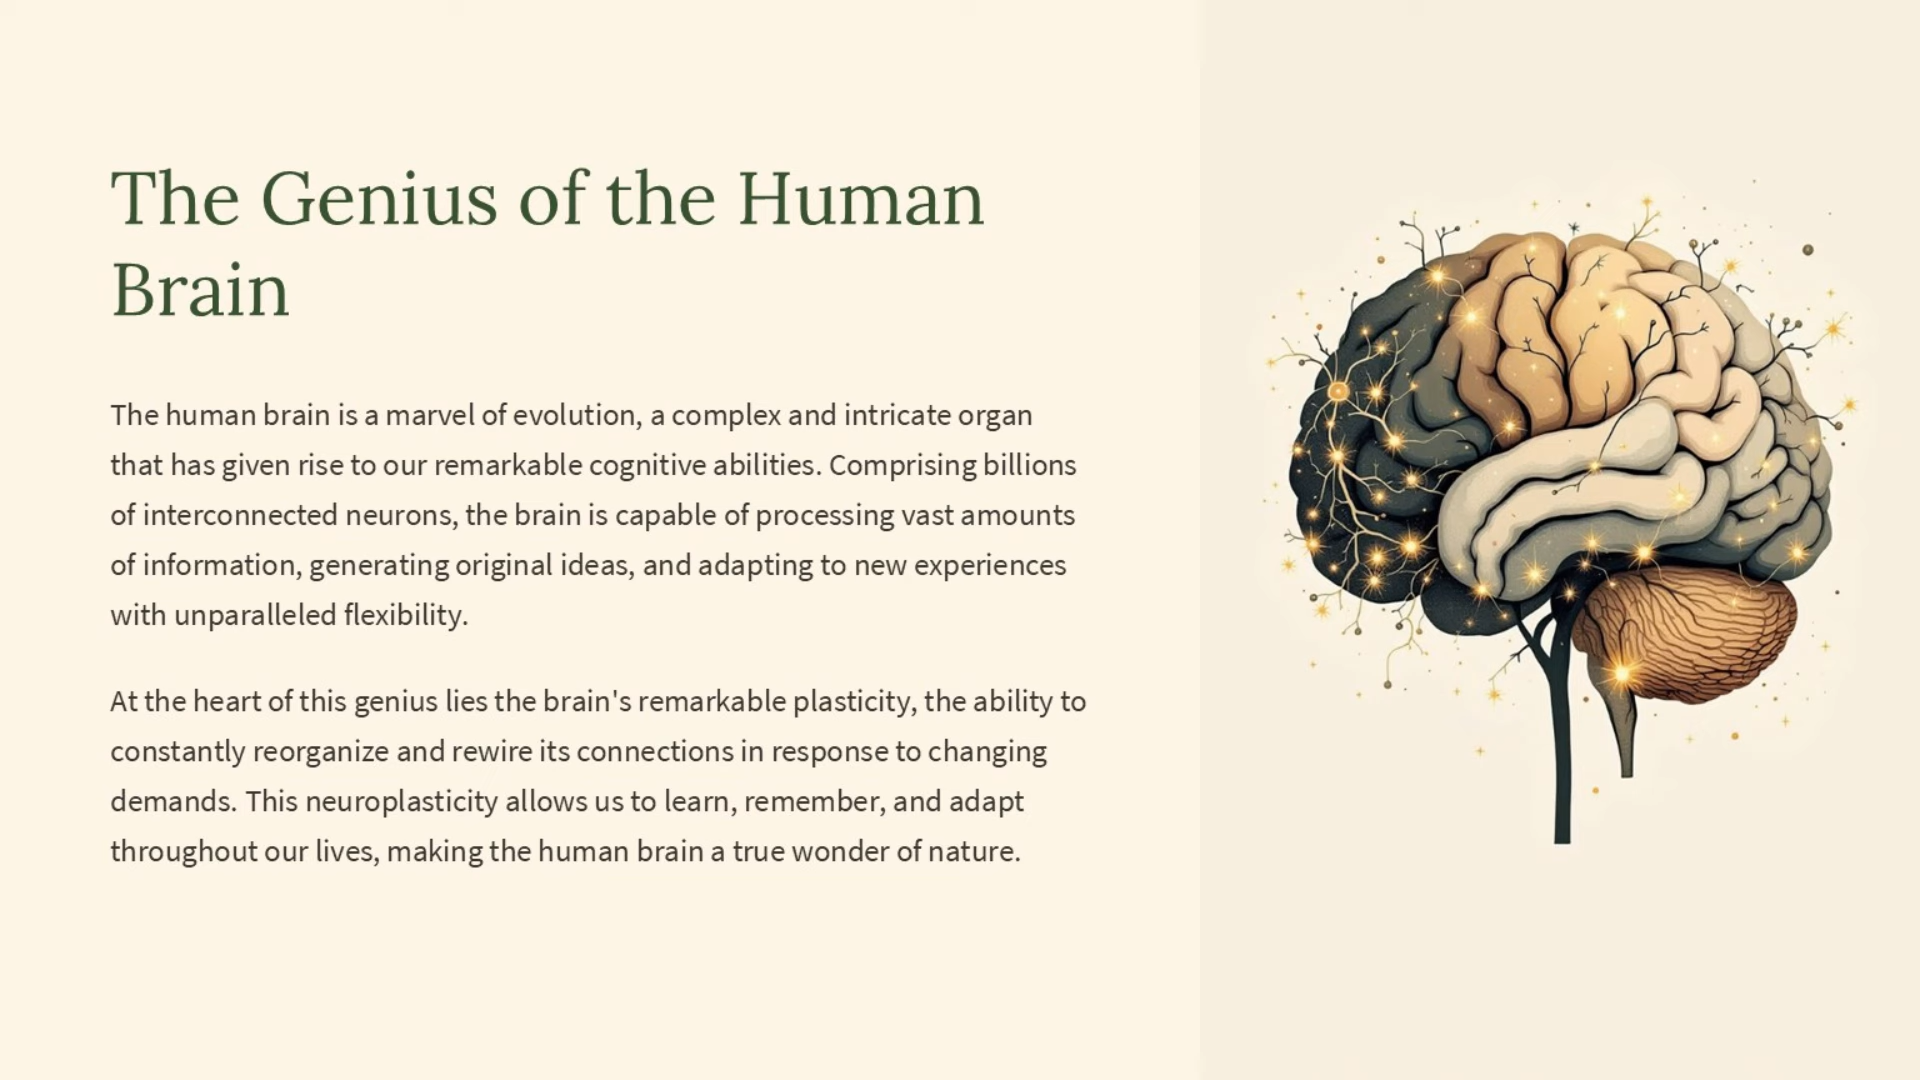 The Genius of the Human
Brain
The human brain is a marvel of evolution, a complex and intricate organ
that has given rise to our remarkable cognitive abilities. Comprising billions
of interconnected neurons, the brain is capable of processing vast amounts
of information, generating original ideas, and adapting to new experiences
with unparalleled flexibility.
At the heart of this genius lies the brain's remarkable plasticity, the ability to
constantly reorganize and rewire its connections in response to changing
demands. This neuroplasticity allows us to learn, remember, and adapt
throughout our lives, making the human brain a true wonder of nature.